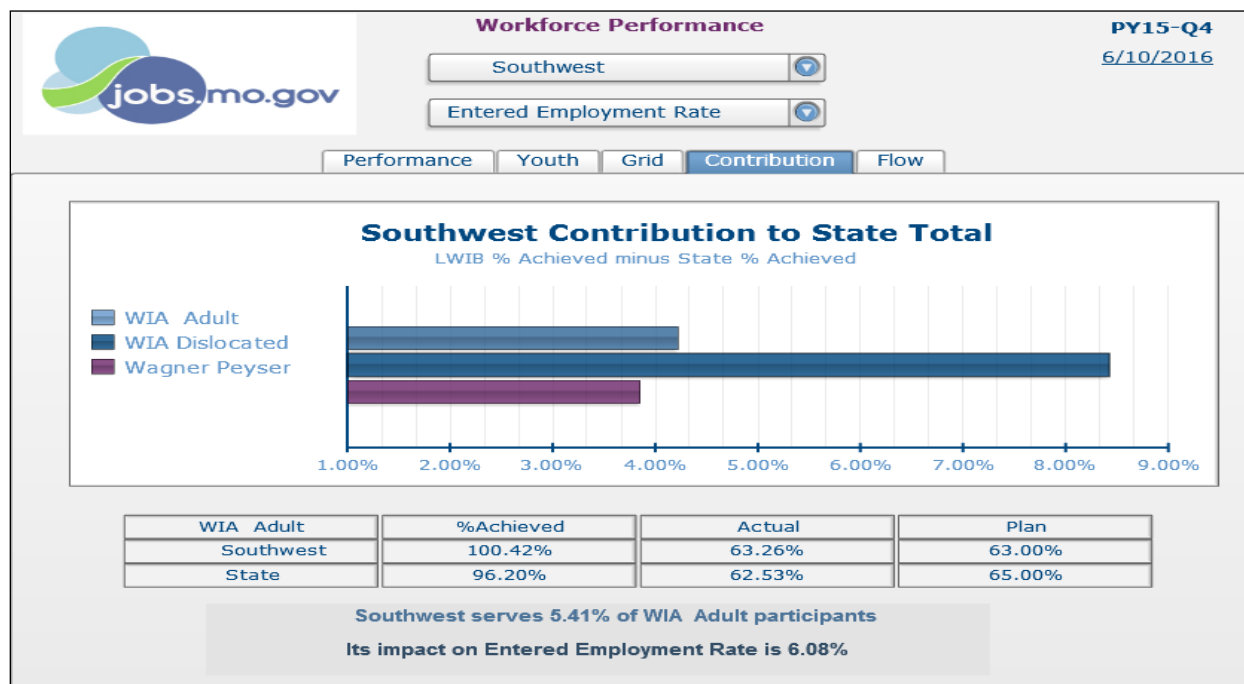 Workforce Performance
PY15-Q4
6/10/2016
jobs.mo.gov
Southwest
Entered Employment Rate
Performance Youth Grid Contribution Flow
Southwest Contribution to State Total
LWIB % Achieved minus State % Achieved
WIA Adult
WIA Dislocated
Wagner Peyser
1.00% 2.00% 3.00% 4.00% 5.00% 6.00% 7.00% 8.00% 9.00%
WIA Adult %Achieved Actual Plan
Southwest 100.42% 63.26% 63.00%
State 96.20% 62.53% 65.00%
Southwest serves 5.41% of WIA Adult participants
Its impact on Entered Employment Rate is 6.08%